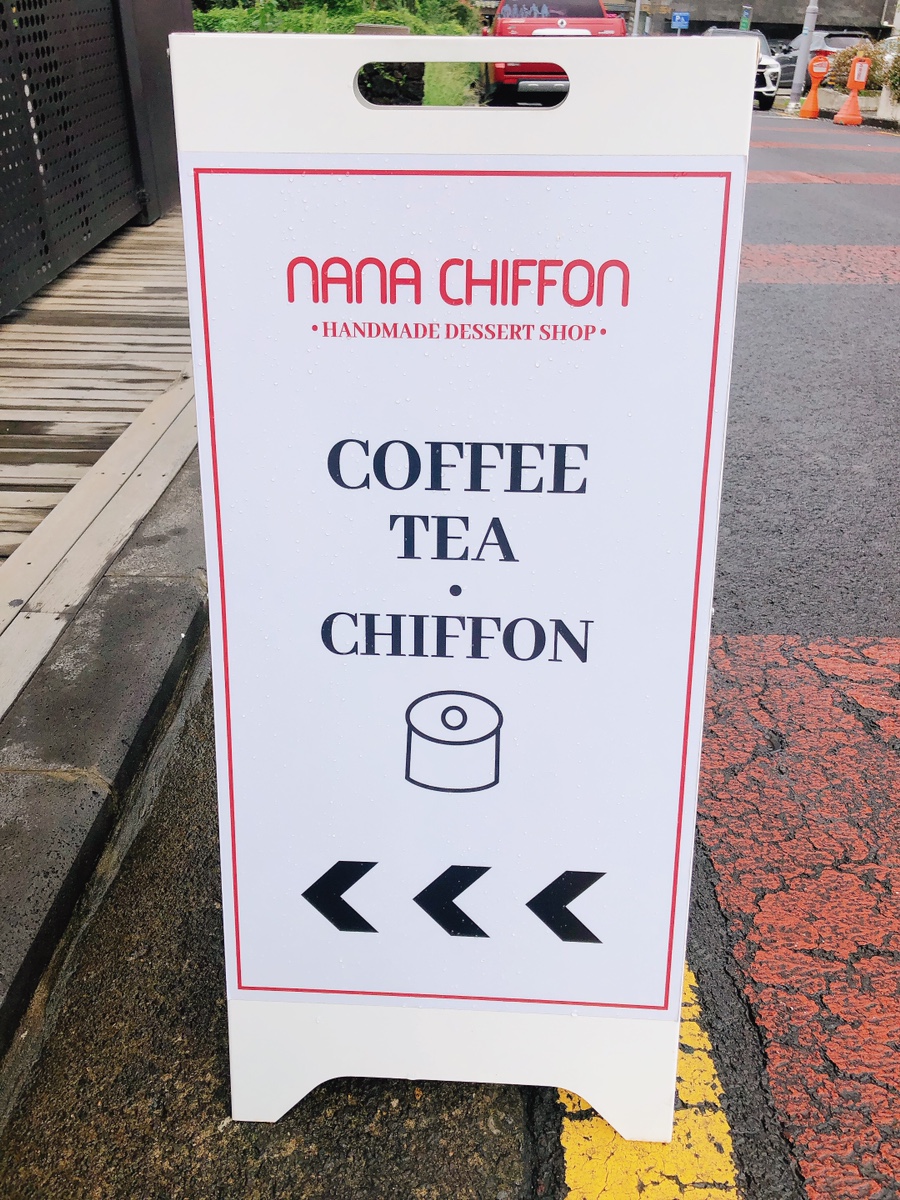 NANA CHIFFON
•HANDMADE DESSERT SHOP•
COFFEE
TEA
•
CHIFFON